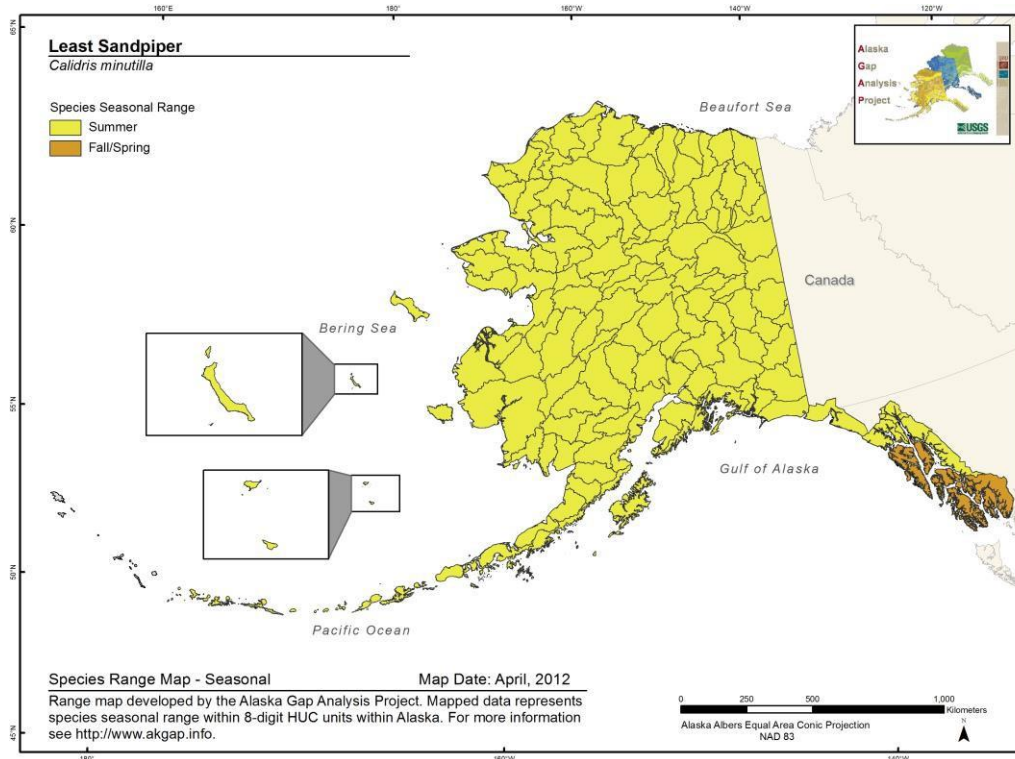 160°E
180°
160°W
140°W
120°W
65°N
Least Sandpiper
Calidris minutilla
Species Seasonal Range
Summer
Fall/Spring
Alaska
Gap
Analysis
Project
USGS
Beaufort Sea
60°N
Canada
Bering Sea
55°N
Gulf of Alaska
50°N
Pacific Ocean
Species Range Map - Seasonal
Map Date: April, 2012
Range map developed by the Alaska Gap Analysis Project. Mapped data represents
species seasonal range within 8-digit HUC units within Alaska. For more information
see http://www.akgap.info.
0 250 500 1,000
Kilometers
Alaska Albers Equal Area Conic Projection
NAD 83
N
45°N
180°
160°W
140°W